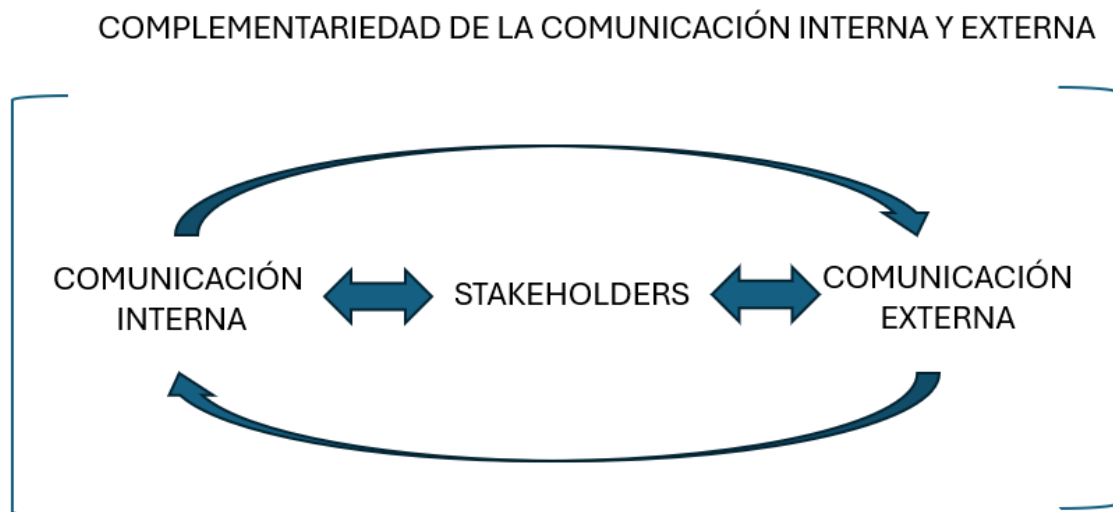 COMPLEMENTARIEDAD DE LA COMUNICACIÓN INTERNA Y EXTERNA
COMUNICACIÓN
INTERNA
STAKEHOLDERS
COMUNICACIÓN
EXTERNA